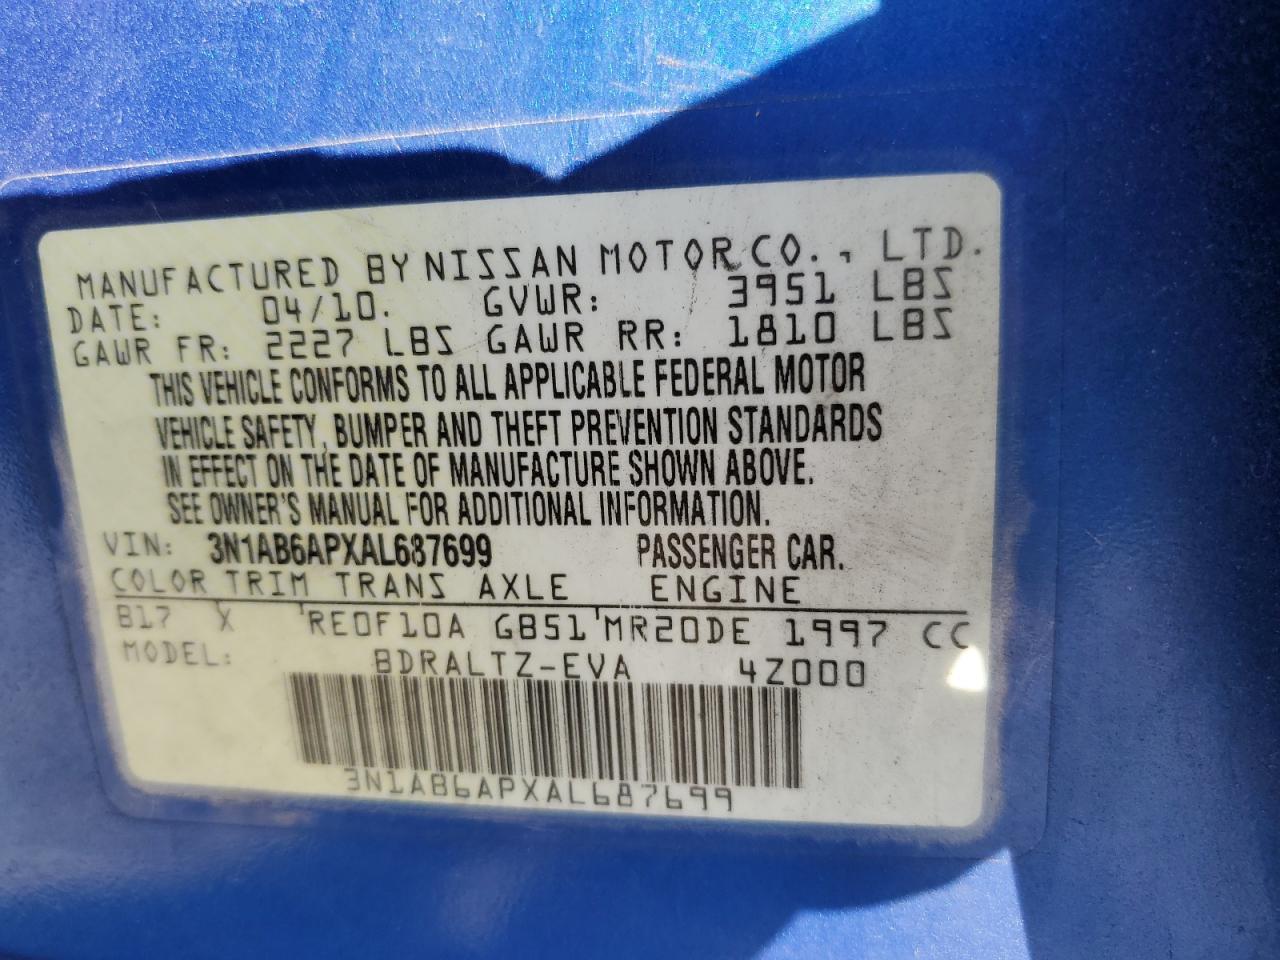 MANUFACTURED BY NISSAN MOTOR CO., LTD.
DATE: 04/10. GVWR: 3951 LBS
GAWR FR: 2227 LBS GAWR RR: 1810 LBS
THIS VEHICLE CONFORMS TO ALL APPLICABLE FEDERAL MOTOR
VEHICLE SAFETY, BUMPER AND THEFT PREVENTION STANDARDS
IN EFFECT ON THE DATE OF MANUFACTURE SHOWN ABOVE.
SEE OWNER'S MANUAL FOR ADDITIONAL INFORMATION.
VIN: 3N1AB6APXAL687699 PASSENGER CAR.
COLOR TRIM TRANS AXLE ENGINE
B17 X RE0F10A GB51 MR20DE 1997 CC
MODEL: BDRALTZ-EVA 4Z000
3N1AB6APXAL687699